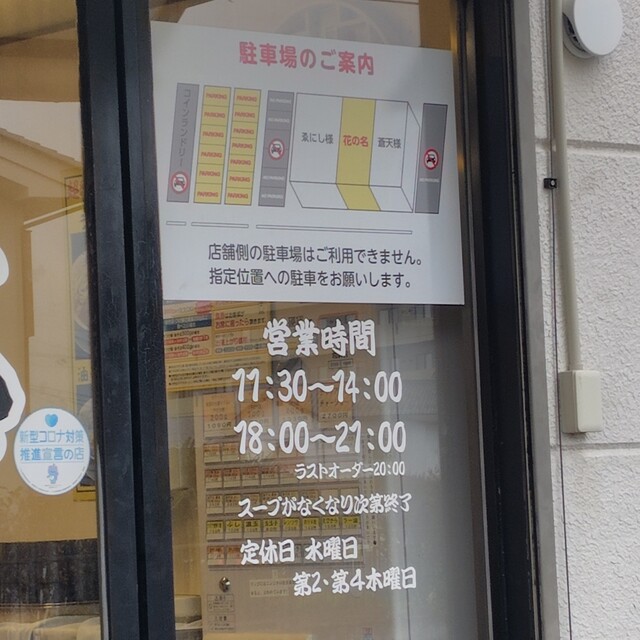 駐車場のご案内
コインランドリー
PARKING PARKING
PARKING PARKING
PARKING PARKING
PARKING PARKING
PARKING PARKING
PARKING PARKING
PARKING PARKING
ゑにし様 花の名 蒼天様
店舗側の駐車場はご利用できません。
指定位置への駐車をお願いします。
営業時間
11:30〜14:00
18:00〜21:00
ラストオーダー20:00
スープがなくなり次第終了
定休日 水曜日
第2・第4木曜日
新型コロナ対策
推進宣言の店